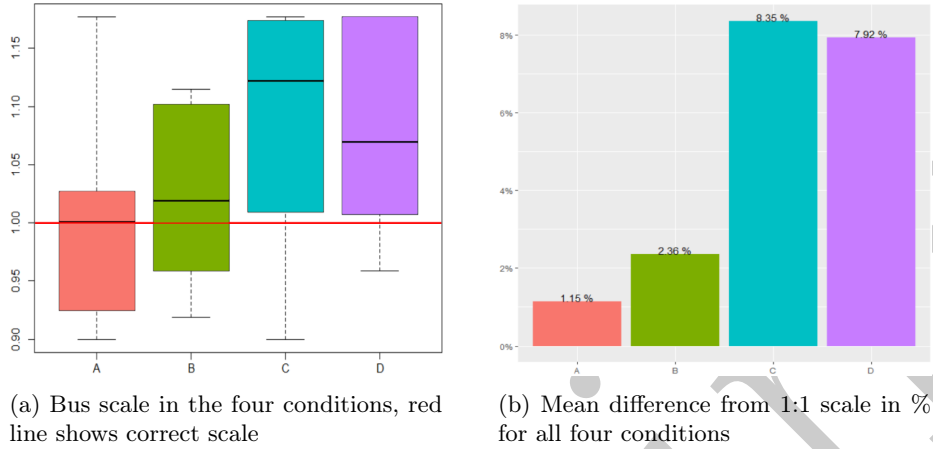 1.15
1.10
1.05
1.00
0.95
0.90
A B C D
(a) Bus scale in the four conditions, red
line shows correct scale
8%
6%
4%
2%
0%
1.15 %
2.36 %
8.35 %
7.92 %
A B C D
(b) Mean difference from 1:1 scale in %
for all four conditions